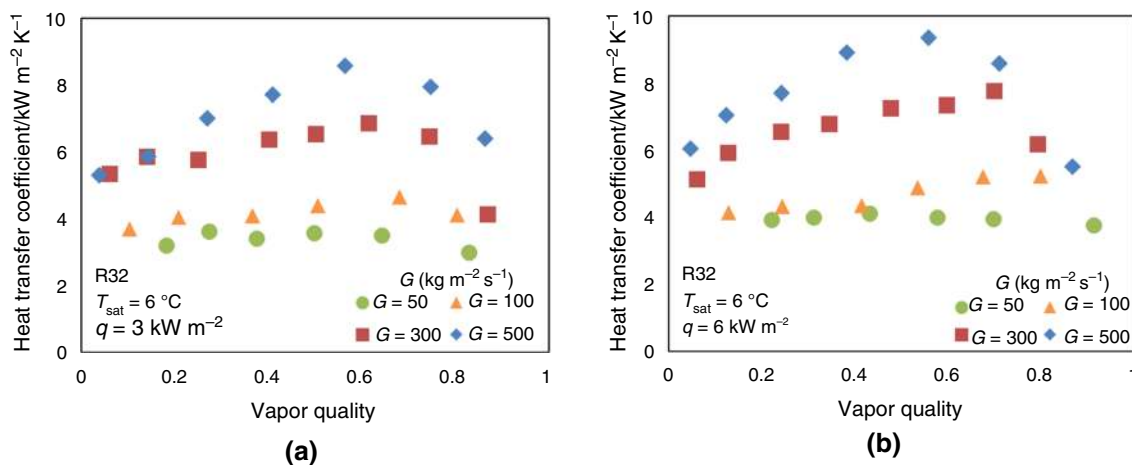 Heat transfer coefficient/kW m⁻² K⁻¹
10
8
6
4
2
0
R32
T_sat = 6 °C
q = 3 kW m⁻²
G (kg m⁻² s⁻¹)
G = 50 G = 100
G = 300 G = 500
0 0.2 0.4 0.6 0.8 1
Vapor quality
(a)
Heat transfer coefficient/kW m⁻² K⁻¹
10
8
6
4
2
0
R32
T_sat = 6 °C
q = 6 kW m⁻²
G (kg m⁻² s⁻¹)
G = 50 G = 100
G = 300 G = 500
0 0.2 0.4 0.6 0.8 1
Vapor quality
(b)